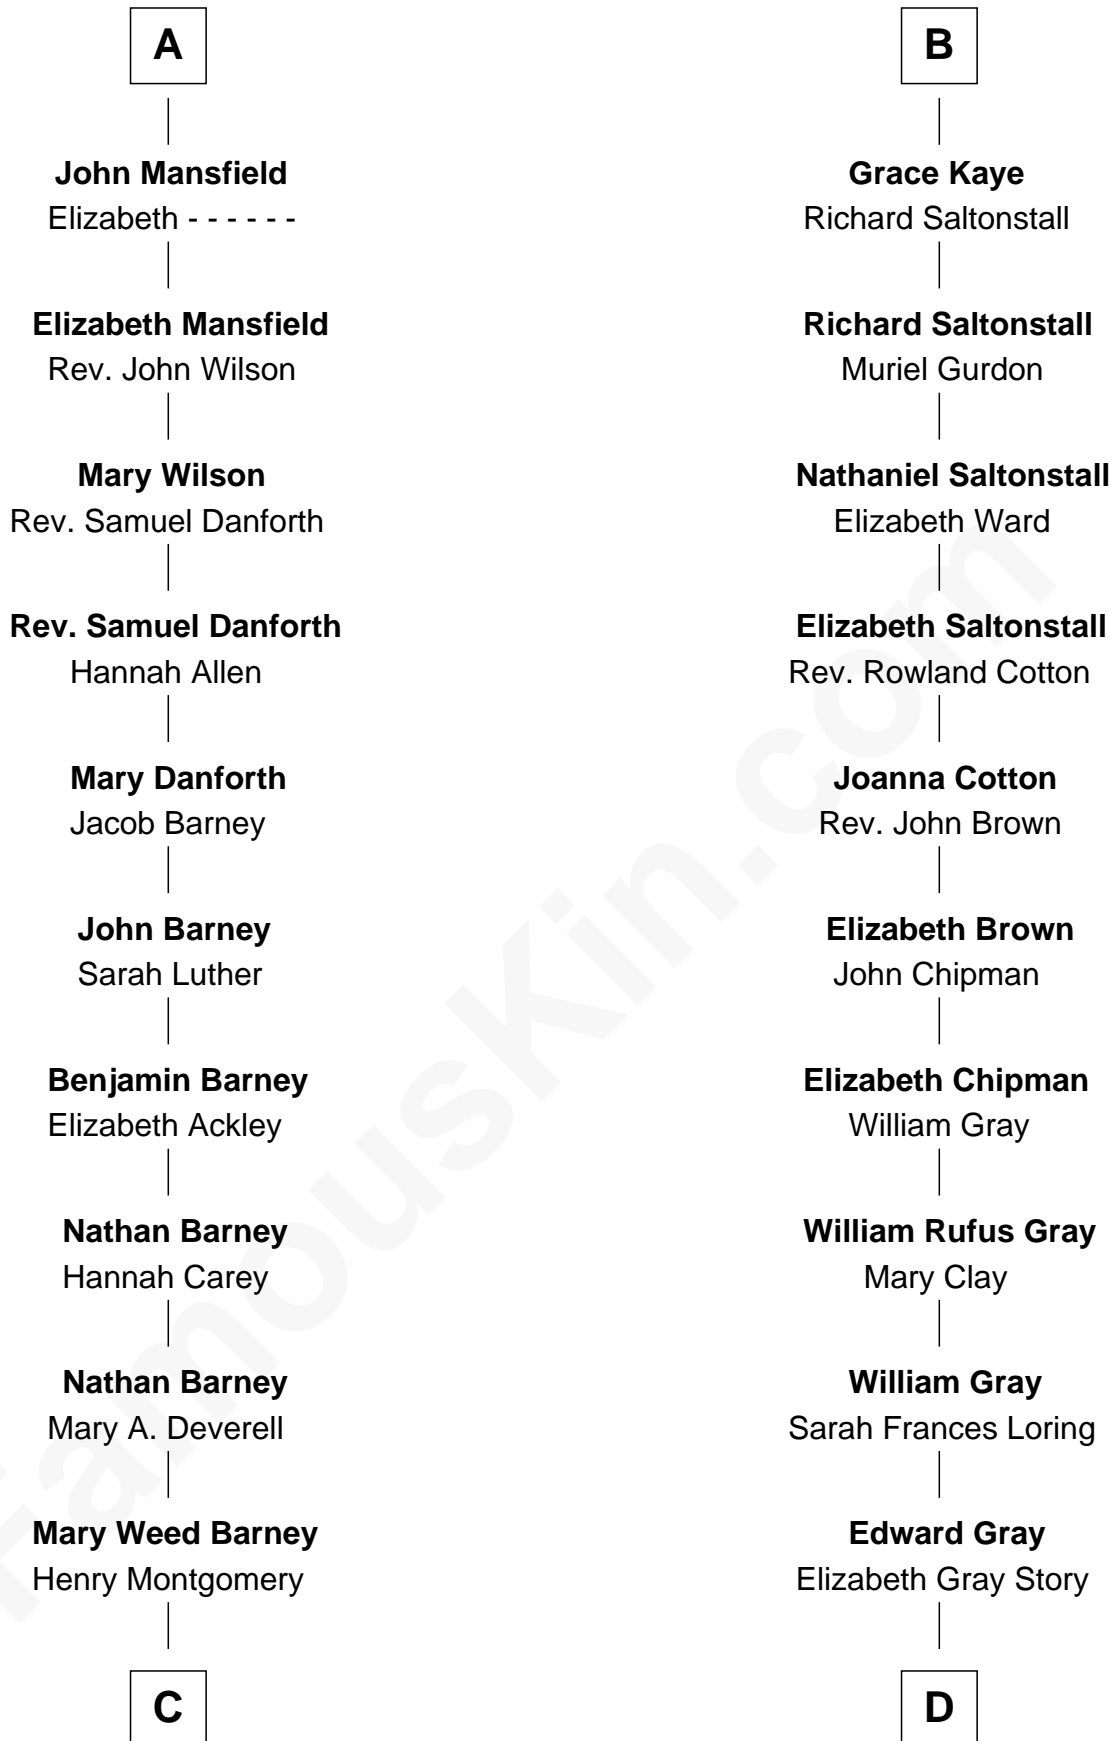 A
John Mansfield
Elizabeth - - - - - -
Elizabeth Mansfield
Rev. John Wilson
Mary Wilson
Rev. Samuel Danforth
Rev. Samuel Danforth
Hannah Allen
Mary Danforth
Jacob Barney
John Barney
Sarah Luther
Benjamin Barney
Elizabeth Ackley
Nathan Barney
Hannah Carey
Nathan Barney
Mary A. Deverell
Mary Weed Barney
Henry Montgomery
C
B
Grace Kaye
Richard Saltonstall
Richard Saltonstall
Muriel Gurdon
Nathaniel Saltonstall
Elizabeth Ward
Elizabeth Saltonstall
Rev. Rowland Cotton
Joanna Cotton
Rev. John Brown
Elizabeth Brown
John Chipman
Elizabeth Chipman
William Gray
William Rufus Gray
Mary Clay
William Gray
Sarah Frances Loring
Edward Gray
Elizabeth Gray Story
D
FamousKin.com